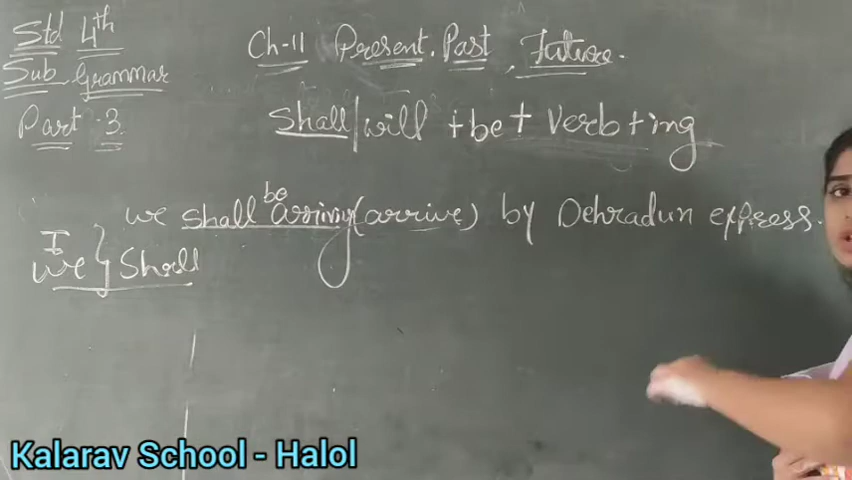 Std 4th
Sub Grammar
Part 3
Ch-11 Present. Past, Future.
Shall/will +be + Verb + ing
we shall be arriving (arrive) by Dehradun express.
I
we } Shall
Kalarav School - Halol